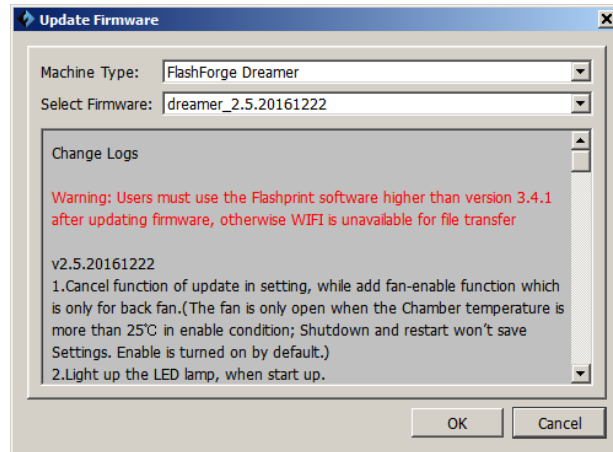 Update Firmware
Machine Type: FlashForge Dreamer
Select Firmware: dreamer_2.5.20161222
Change Logs
Warning: Users must use the Flashprint software higher than version 3.4.1
after updating firmware, otherwise WIFI is unavailable for file transfer
v2.5.20161222
1.Cancel function of update in setting, while add fan-enable function which
is only for back fan.(The fan is only open when the Chamber temperature is
more than 25℃ in enable condition; Shutdown and restart won't save
Settings. Enable is turned on by default.)
2.Light up the LED lamp, when start up.
OK Cancel